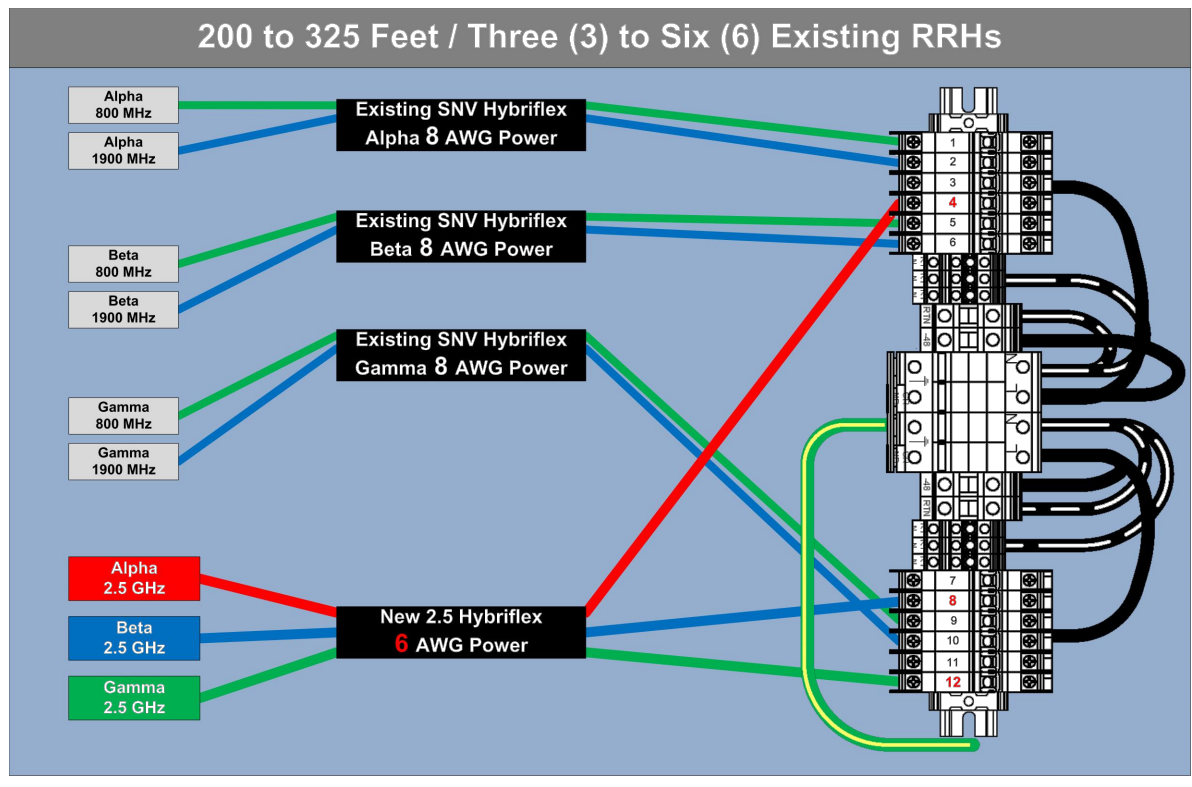 200 to 325 Feet / Three (3) to Six (6) Existing RRHs
Alpha
800 MHz
Alpha
1900 MHz
Existing SNV Hybriflex
Alpha 8 AWG Power
Beta
800 MHz
Beta
1900 MHz
Existing SNV Hybriflex
Beta 8 AWG Power
Gamma
800 MHz
Gamma
1900 MHz
Existing SNV Hybriflex
Gamma 8 AWG Power
Alpha
2.5 GHz
Beta
2.5 GHz
Gamma
2.5 GHz
New 2.5 Hybriflex
6 AWG Power
1
2
3
4
5
6
RTN
-48
N
L
N
L
-48
RTN
7
8
9
10
11
12